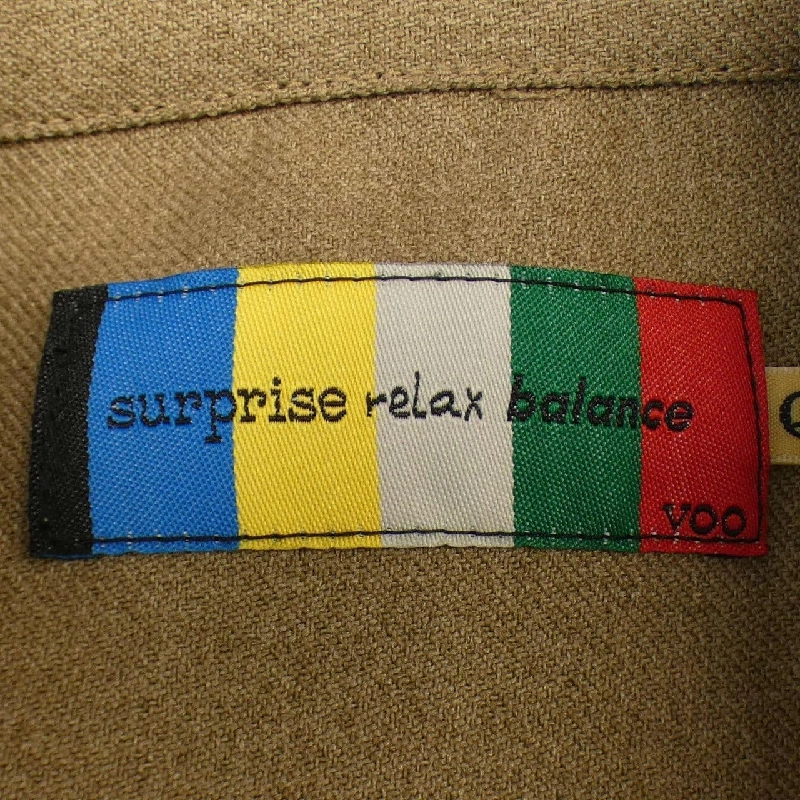 surprise relax balance
voo